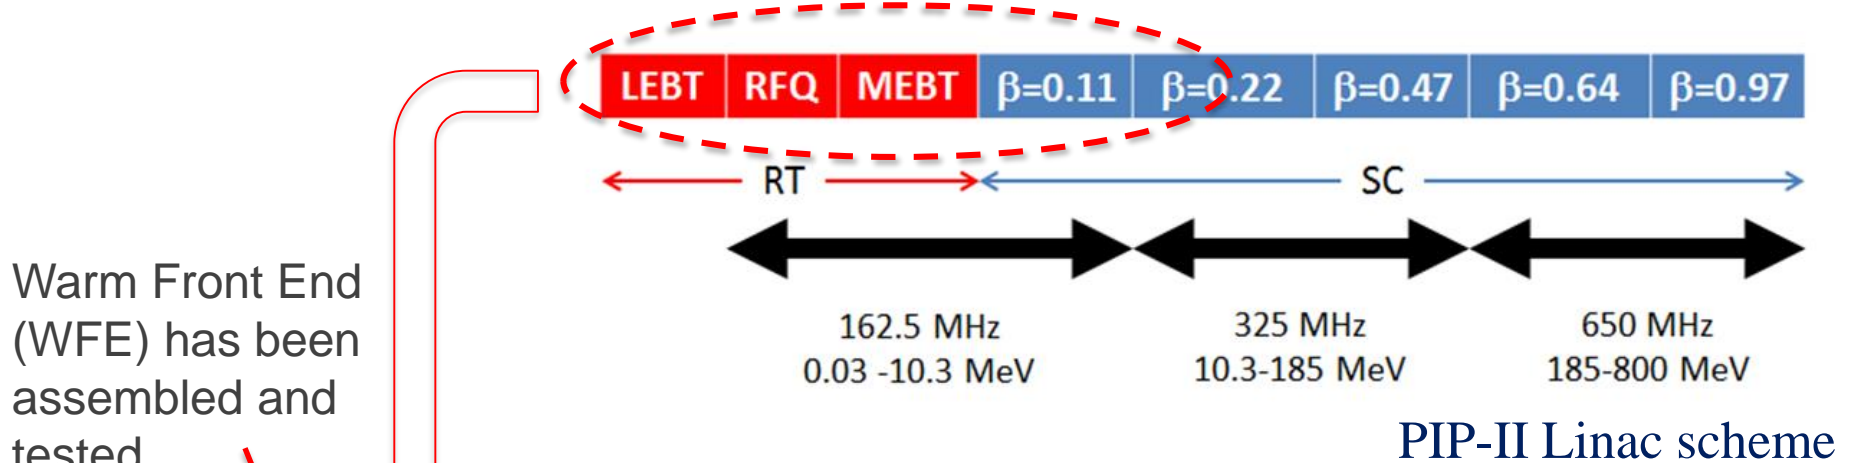 LEBT RFQ MEBT β=0.11 β=0.22 β=0.47 β=0.64 β=0.97
RT SC
Warm Front End
(WFE) has been
assembled and
tested
162.5 MHz 325 MHz 650 MHz
0.03 -10.3 MeV 10.3-185 MeV 185-800 MeV
PIP-II Linac scheme